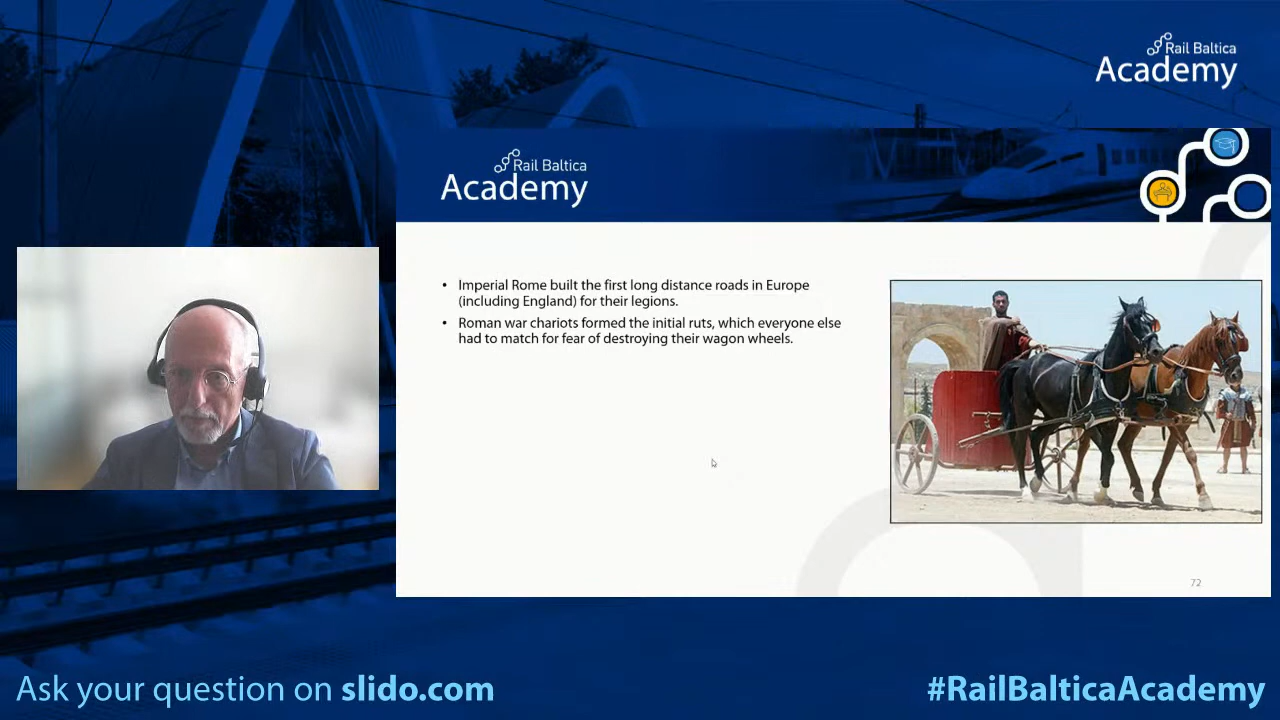 Rail Baltica
Academy
Rail Baltica
Academy
• Imperial Rome built the first long distance roads in Europe
(including England) for their legions.
• Roman war chariots formed the initial ruts, which everyone else
had to match for fear of destroying their wagon wheels.
72
Ask your question on slido.com
#RailBalticaAcademy